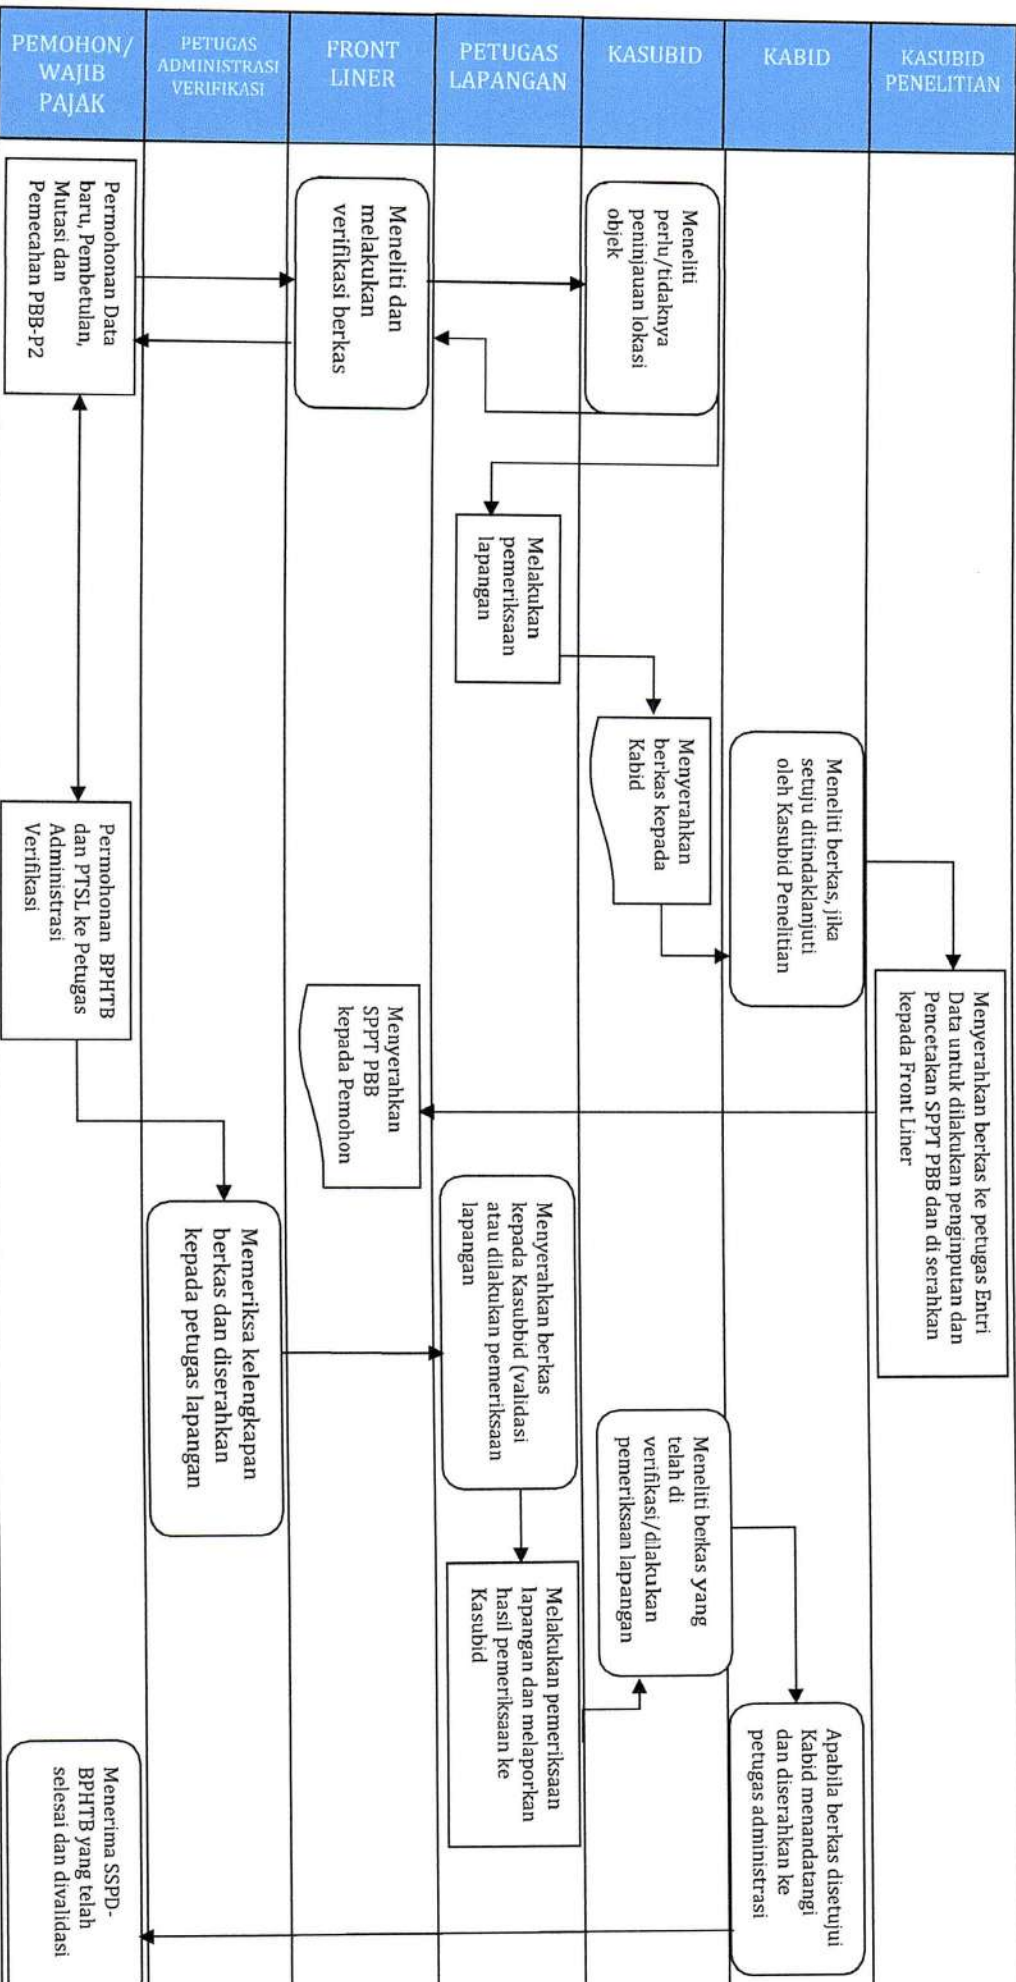 PEMOHON/
WAJIB
PAJAK
PETUGAS
ADMINISTRASI
VERIFIKASI
FRONT
LINER
PETUGAS
LAPANGAN
KASUBID
KABID
KASUBID
PENELITIAN
Permohonan Data
baru, Pembetulan,
Mutasi dan
Pemecahan PBB-P2
Meneliti dan
melakukan
verifikasi berkas
Meneliti
perlu/tidaknya
peninjauan lokasi
objek
Melakukan
pemeriksaan
lapangan
Menyerahkan
berkas kepada
Kabid
Meneliti berkas, jika
setuju ditindaklanjuti
oleh Kasubid Penelitian
Menyerahkan berkas ke petugas Entri
Data untuk dilakukan penginputan dan
Pencetakan SPPT PBB dan di serahkan
kepada Front Liner
Menyerahkan
SPPT PBB
kepada Pemohon
Permohonan BPHTB
dan PTSL ke Petugas
Administrasi
Verifikasi
Memeriksa kelengkapan
berkas dan diserahkan
kepada petugas lapangan
Menyerahkan berkas
kepada Kasubbid (validasi
atau dilakukan pemeriksaan
lapangan
Melakukan pemeriksaan
lapangan dan melaporkan
hasil pemeriksaan ke
Kasubid
Meneliti berkas yang
telah di
verifikasi/dilakukan
pemeriksaan lapangan
Apabila berkas disetujui
Kabid menandatangi
dan diserahkan ke
petugas administrasi
Menerima SSPD-
BPHTB yang telah
selesai dan divalidasi